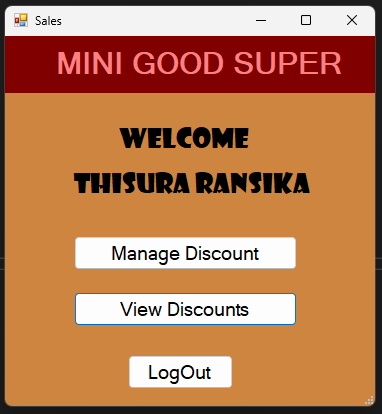 Sales
MINI GOOD SUPER
WELCOME
THISURA RANSIKA
Manage Discount
View Discounts
LogOut